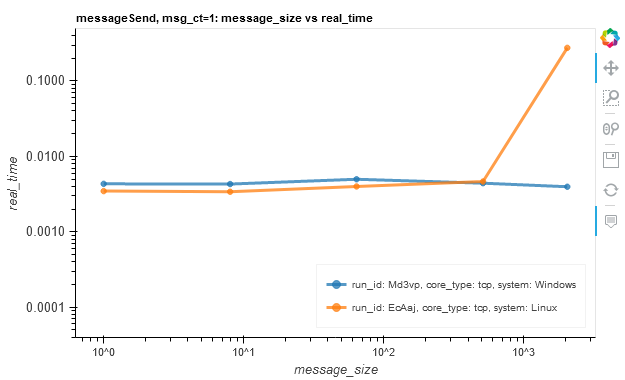 messageSend, msg_ct=1: message_size vs real_time
0.1000
0.0100
0.0010
0.0001
real_time
run_id: Md3vp, core_type: tcp, system: Windows
run_id: EcAaj, core_type: tcp, system: Linux
10^0
10^1
10^2
10^3
message_size